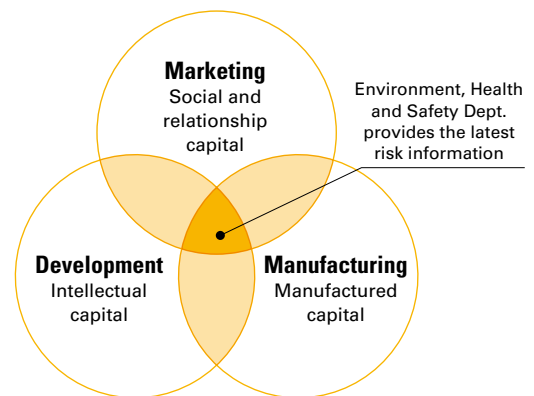 Marketing
Social and
relationship
capital
Environment, Health
and Safety Dept.
provides the latest
risk information
Development
Intellectual
capital
Manufacturing
Manufactured
capital